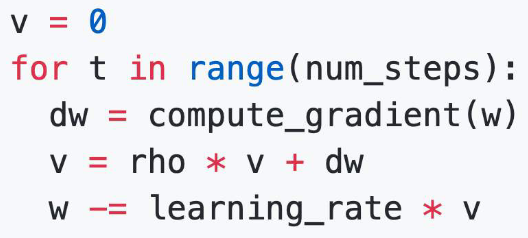 v = 0
for t in range(num_steps):
  dw = compute_gradient(w)
  v = rho * v + dw
  w -= learning_rate * v